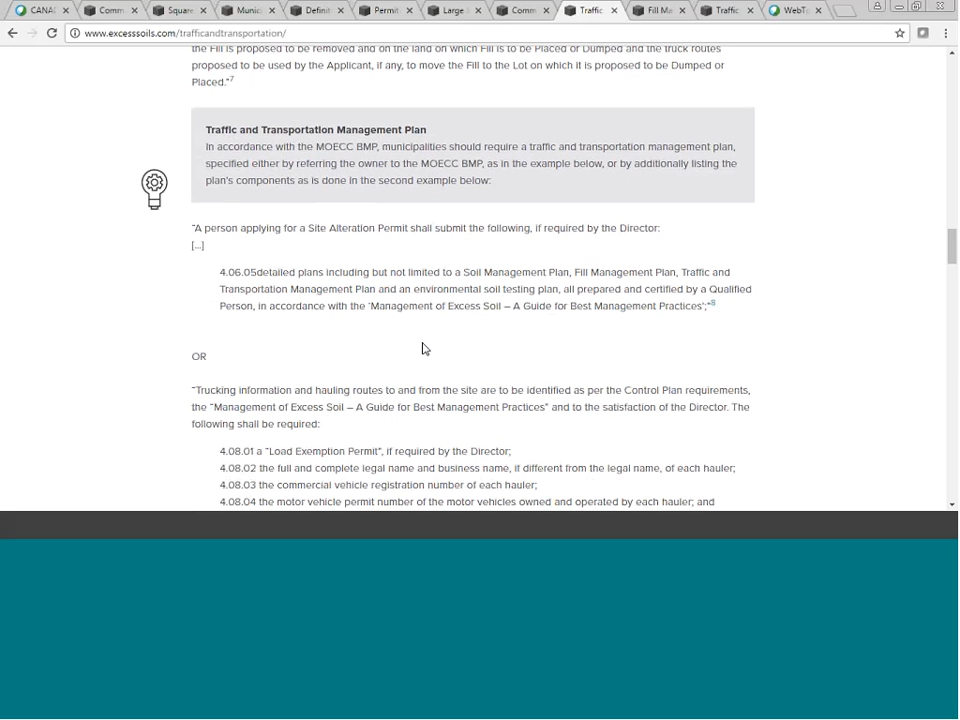 CANA
Comm
Square
Munici
Definit
Permit
Large
Comm
Traffic
Fill Ma
Traffic
WebTu
www.excesssoils.com/trafficandtransportation/
the Fill is proposed to be removed and on the land on which Fill is to be Placed or Dumped and the truck routes
proposed to be used by the Applicant, if any, to move the Fill to the Lot on which it is proposed to be Dumped or
Placed."7
Traffic and Transportation Management Plan
In accordance with the MOECC BMP, municipalities should require a traffic and transportation management plan,
specified either by referring the owner to the MOECC BMP, as in the example below, or by additionally listing the
plan's components as is done in the second example below:
"A person applying for a Site Alteration Permit shall submit the following, if required by the Director:
[...]
4.06.05detailed plans including but not limited to a Soil Management Plan, Fill Management Plan, Traffic and
Transportation Management Plan and an environmental soil testing plan, all prepared and certified by a Qualified
Person, in accordance with the 'Management of Excess Soil – A Guide for Best Management Practices';"8
OR
"Trucking information and hauling routes to and from the site are to be identified as per the Control Plan requirements,
the "Management of Excess Soil – A Guide for Best Management Practices" and to the satisfaction of the Director. The
following shall be required:
4.08.01 a "Load Exemption Permit", if required by the Director;
4.08.02 the full and complete legal name and business name, if different from the legal name, of each hauler;
4.08.03 the commercial vehicle registration number of each hauler;
4.08.04 the motor vehicle permit number of the motor vehicles owned and operated by each hauler; and